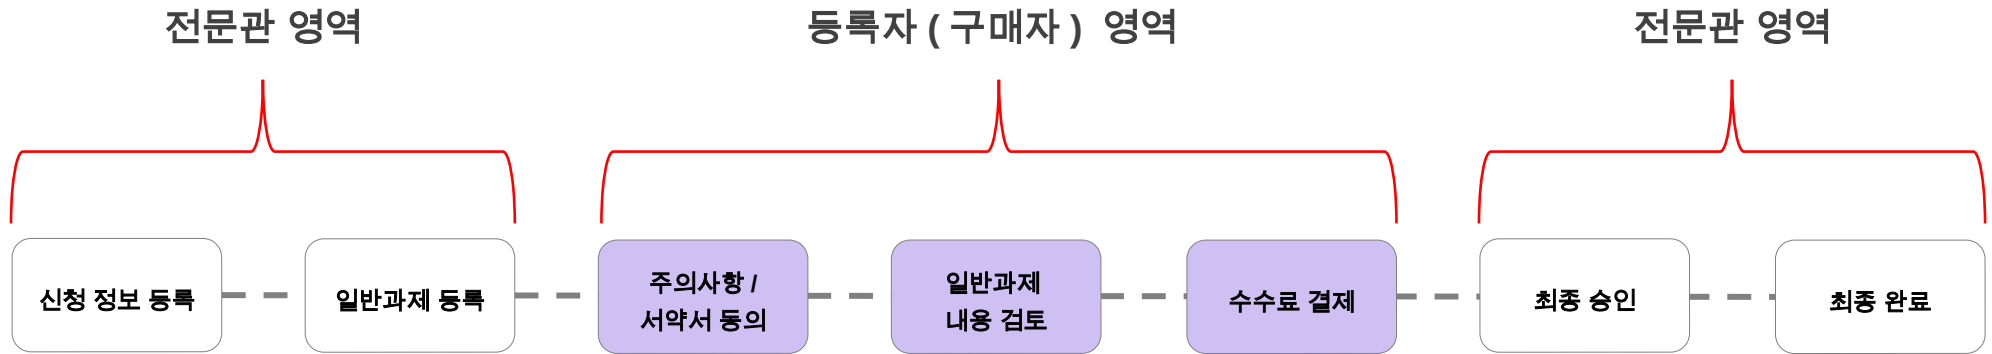 전문관 영역
등록자 ( 구매자 ) 영역
전문관 영역
신청 정보 등록
일반과제 등록
주의사항 /
서약서 동의
일반과제
내용 검토
수수료 결제
최종 승인
최종 완료